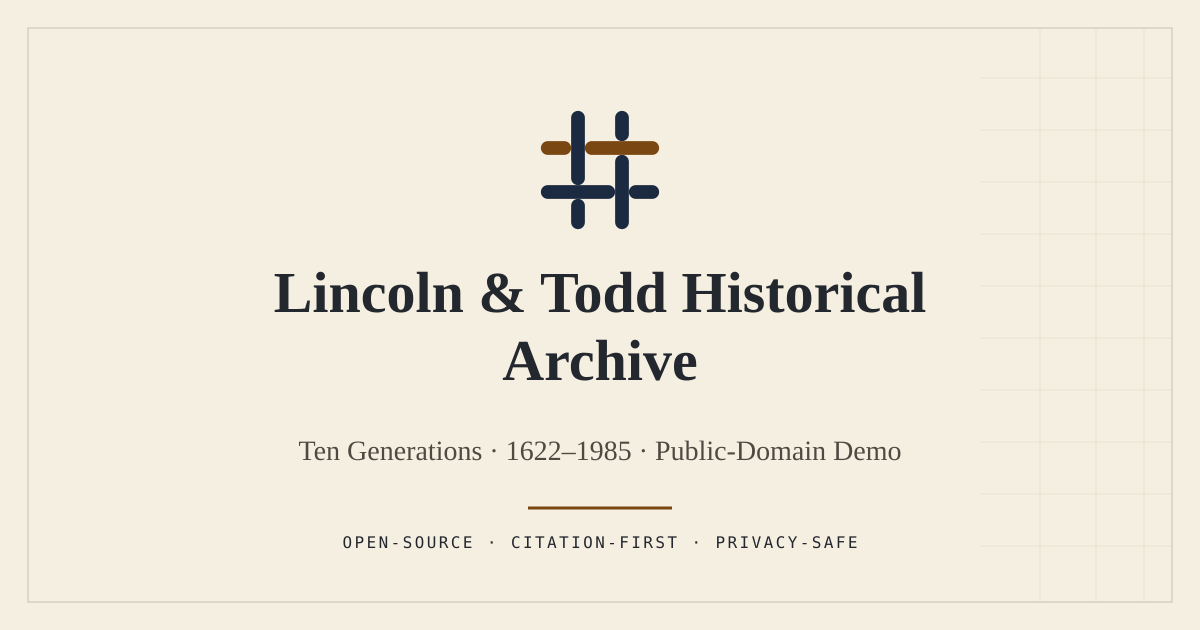 Lincoln & Todd Historical
Archive
Ten Generations · 1622–1985 · Public-Domain Demo
OPEN-SOURCE · CITATION-FIRST · PRIVACY-SAFE